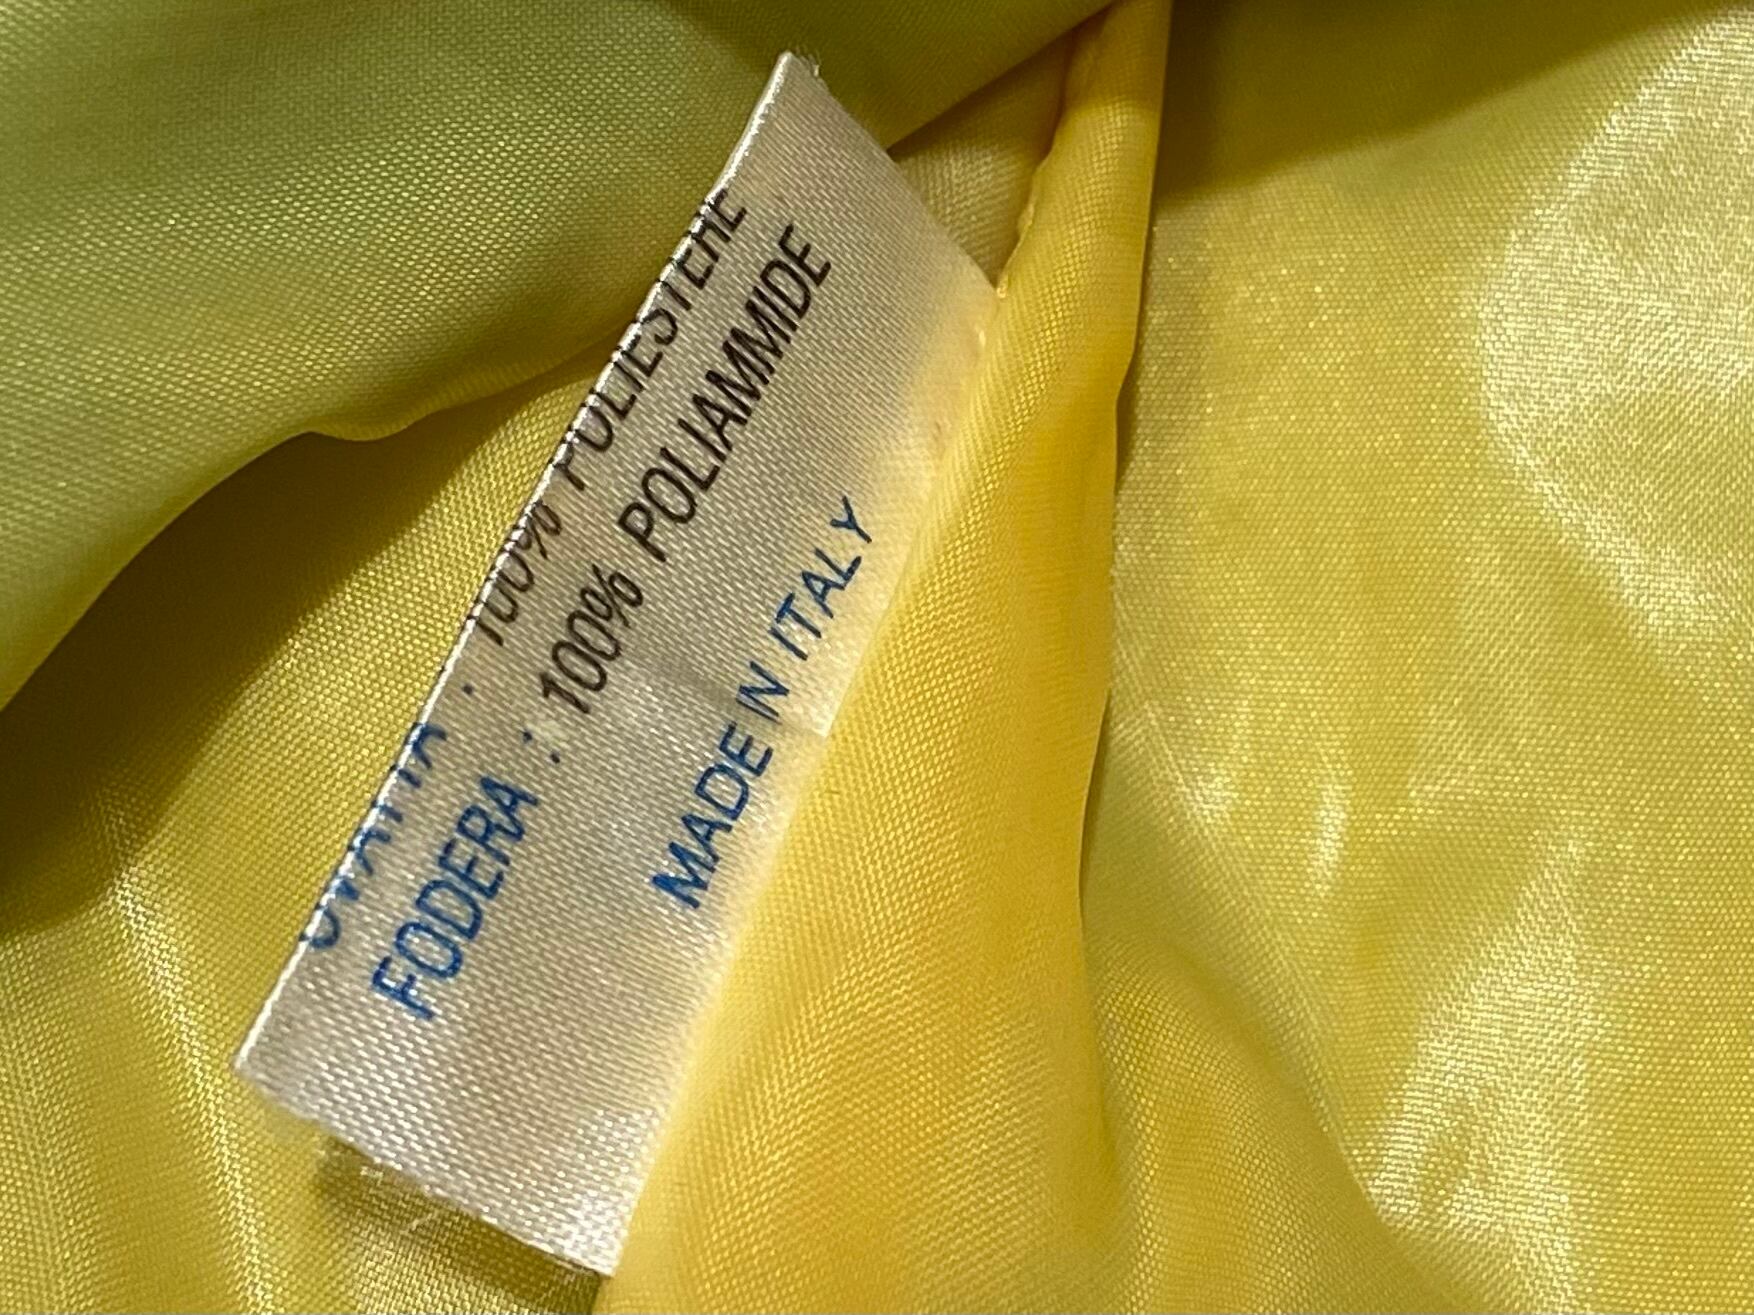 : 100% POLIESTERE
FODERA : 100% POLIAMMIDE
MADE IN ITALY